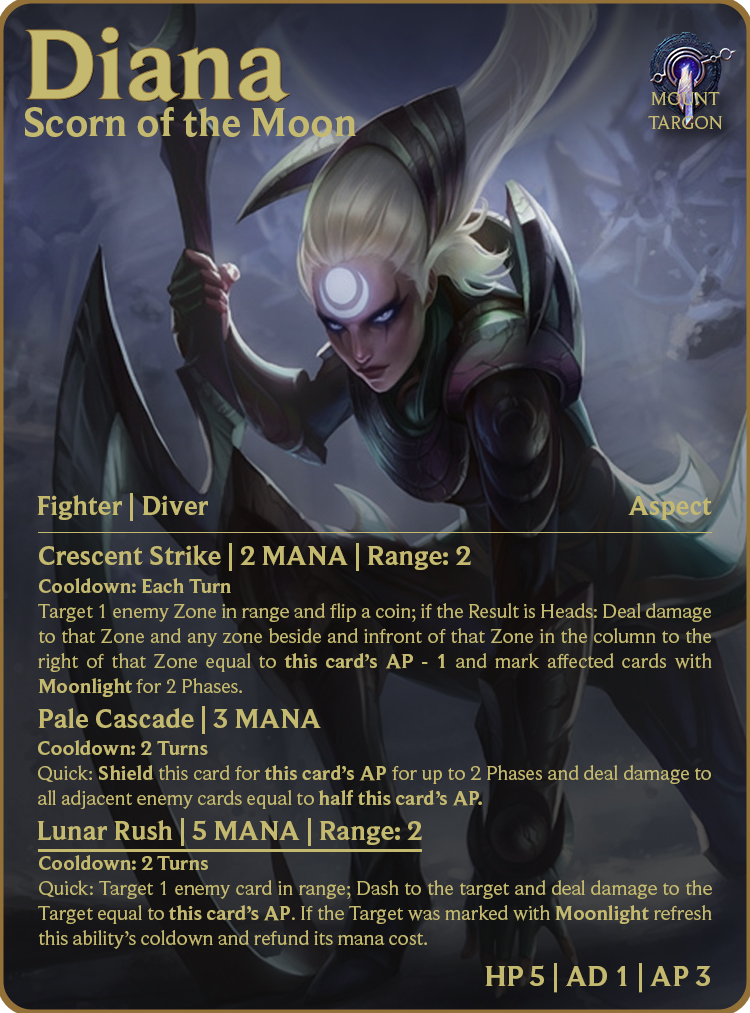 Diana
Scorn of the Moon
MOUNT
TARGON
Fighter | Diver
Aspect
Crescent Strike | 2 MANA | Range: 2
Cooldown: Each Turn
Target 1 enemy Zone in range and flip a coin; if the Result is Heads: Deal damage
to that Zone and any zone beside and infront of that Zone in the column to the
right of that Zone equal to this card's AP - 1 and mark affected cards with
Moonlight for 2 Phases.
Pale Cascade | 3 MANA
Cooldown: 2 Turns
Quick: Shield this card for this card's AP for up to 2 Phases and deal damage to
all adjacent enemy cards equal to half this card's AP.
Lunar Rush | 5 MANA | Range: 2
Cooldown: 2 Turns
Quick: Target 1 enemy card in range; Dash to the target and deal damage to the
Target equal to this card's AP. If the Target was marked with Moonlight refresh
this ability's coldown and refund its mana cost.
HP 5 | AD 1 | AP 3